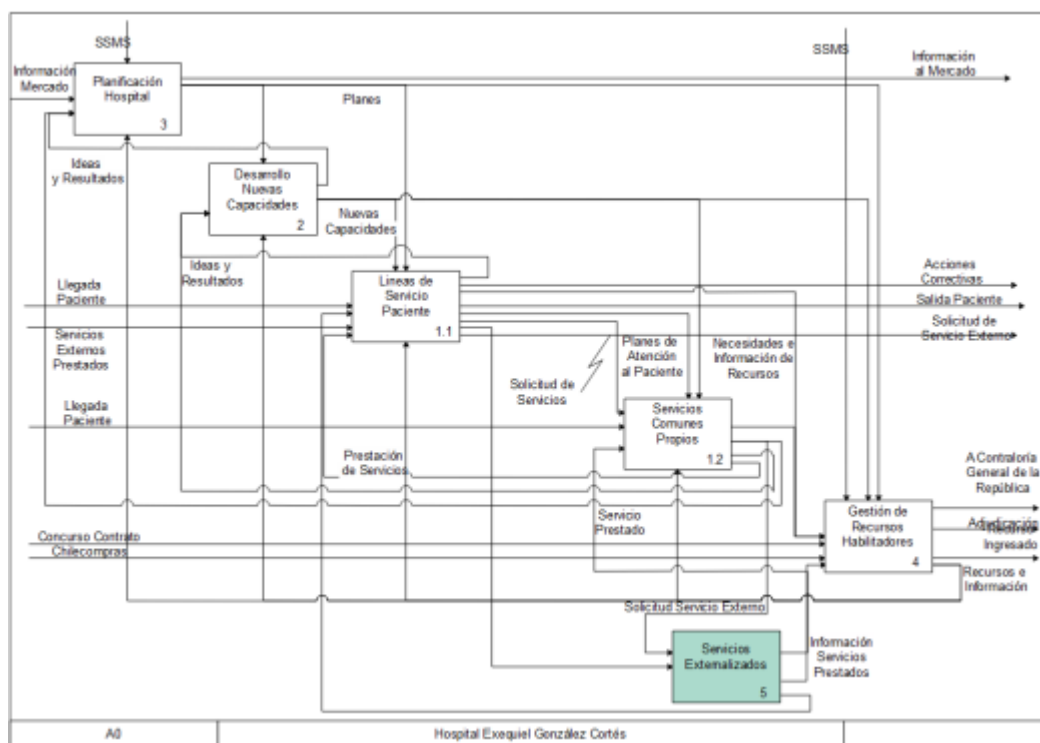 SSMS
SSMS
Información
al Mercado
Información
Mercado
Planificación
Hospital
3
Planes
Ideas
y Resultados
Desarrollo
Nuevas
Capacidades
2
Nuevas
Capacidades
Ideas y
Resultados
Lineas de
Servicio
Paciente
1.1
Acciones
Correctivas
Llegada
Paciente
Salida Paciente
Servicios
Externos
Prestados
Solicitud de
Servicio Externo
Planes de
Atención
al Paciente
Necesidades e
Información de
Recursos
Solicitud de
Servicios
Llegada
Paciente
Servicios
Comunes
Propios
1.2
Prestación
de Servicios
A Contraloría
General de la
República
Servicio
Prestado
Gestión de
Recursos
Habilitadores
4
Concurso Contrato
Chilecompras
Adjudicación
Recurso
Ingresado
Recursos e
Información
Solicitud Servicio Externo
Servicios
Externalizados
5
Información
Servicios
Prestados
A0
Hospital Exequiel González Cortés